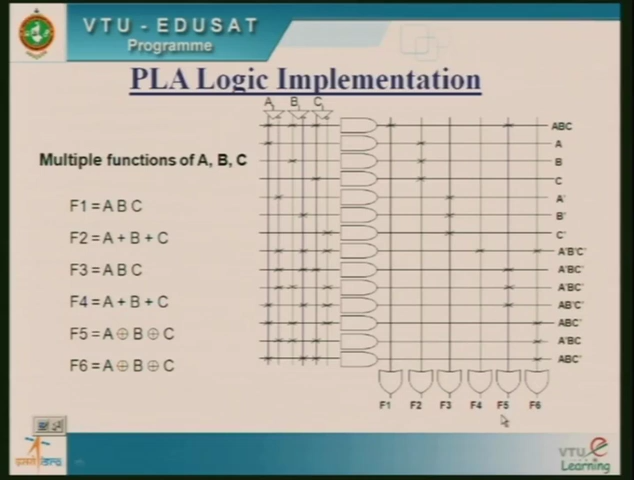 VTU - EDUSAT
Programme
PLA Logic Implementation
A B C
Multiple functions of A, B, C
F1 = A B C
F2 = A + B + C
F3 = A B C
F4 = A + B + C
F5 = A ⊕ B ⊕ C
F6 = A ⊕ B ⊕ C
ABC
A
B
C
A'
B'
C'
A'B'C'
A'BC'
A'BC'
AB'C'
ABC'
A'BC
ABC'
F1 F2 F3 F4 F5 F6
VTU e
Learning